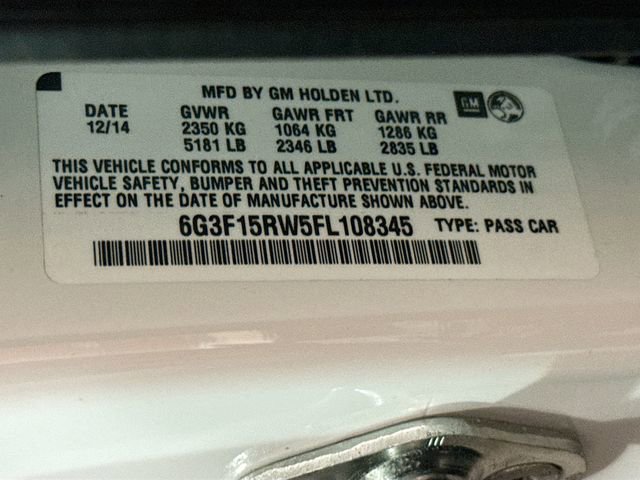 MFD BY GM HOLDEN LTD.
GM
DATE GVWR GAWR FRT GAWR RR
12/14 2350 KG 1064 KG 1286 KG
5181 LB 2346 LB 2835 LB
THIS VEHICLE CONFORMS TO ALL APPLICABLE U.S. FEDERAL MOTOR
VEHICLE SAFETY, BUMPER AND THEFT PREVENTION STANDARDS IN
EFFECT ON THE DATE OF MANUFACTURE SHOWN ABOVE.
6G3F15RW5FL108345 TYPE: PASS CAR